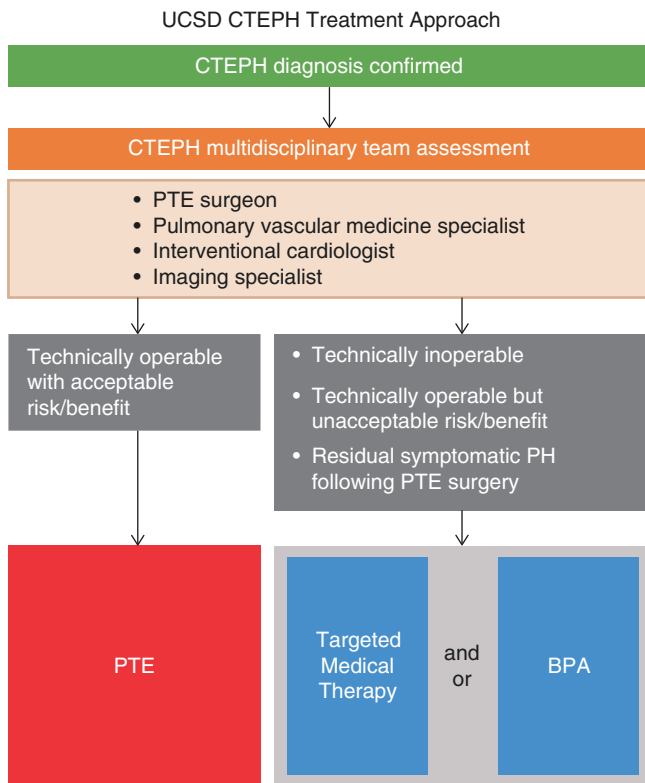 UCSD CTEPH Treatment Approach
CTEPH diagnosis confirmed
CTEPH multidisciplinary team assessment
• PTE surgeon
• Pulmonary vascular medicine specialist
• Interventional cardiologist
• Imaging specialist
Technically operable
with acceptable
risk/benefit
• Technically inoperable
• Technically operable but
unacceptable risk/benefit
• Residual symptomatic PH
following PTE surgery
PTE
Targeted
Medical
Therapy
and
or
BPA